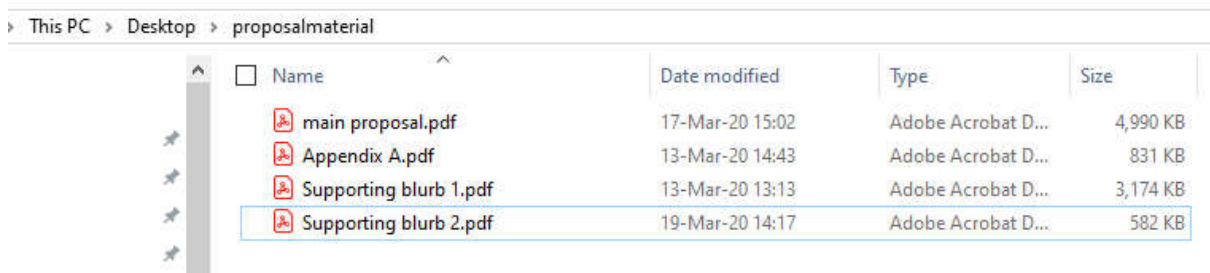 This PC > Desktop > proposalmaterial
Name Date modified Type Size
main proposal.pdf 17-Mar-20 15:02 Adobe Acrobat D... 4,990 KB
Appendix A.pdf 13-Mar-20 14:43 Adobe Acrobat D... 831 KB
Supporting blurb 1.pdf 13-Mar-20 13:13 Adobe Acrobat D... 3,174 KB
Supporting blurb 2.pdf 19-Mar-20 14:17 Adobe Acrobat D... 582 KB